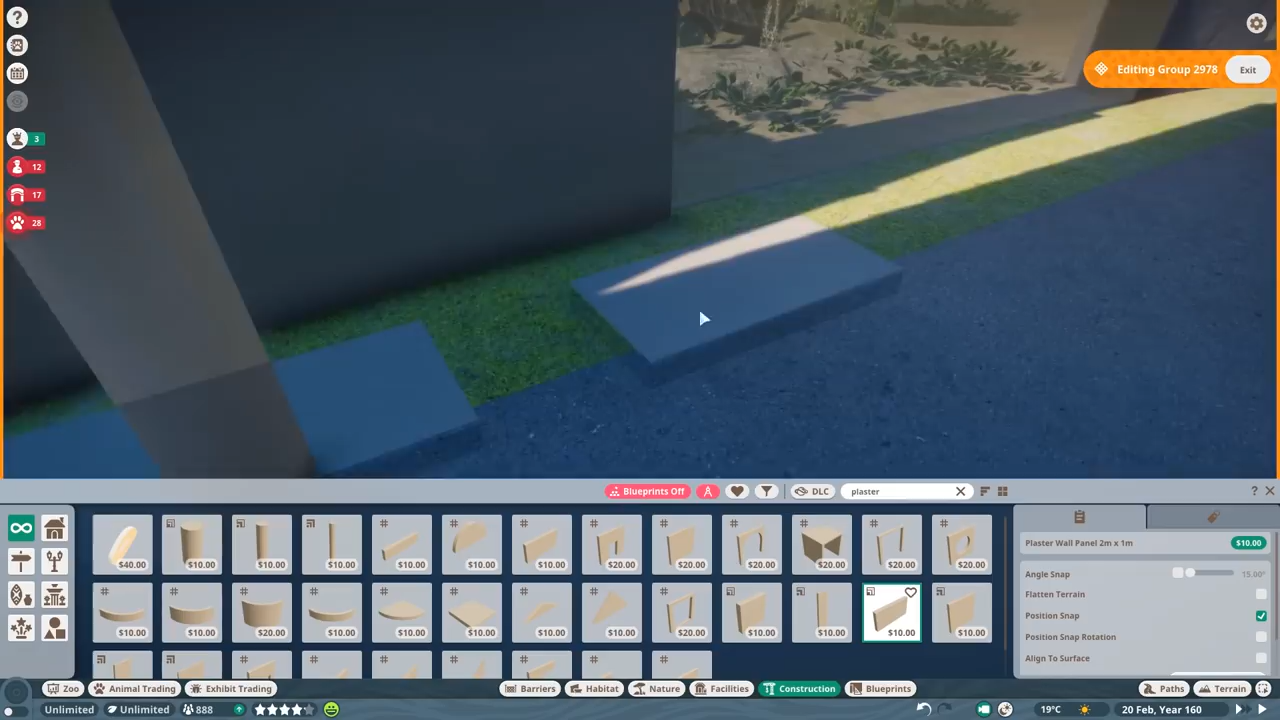 ?
Editing Group 2978
Exit
3
12
17
28
Blueprints Off
DLC
plaster
?
$40.00 $10.00 $10.00 $10.00 $10.00 $10.00 $10.00 $20.00 $10.00 $20.00 $20.00 $20.00 $20.00
$10.00 $10.00 $20.00 $10.00 $10.00 $10.00 $10.00 $10.00 $20.00 $10.00 $10.00 $10.00 $10.00
Plaster Wall Panel 2m x 1m $10.00
Angle Snap 15.00°
Flatten Terrain
Position Snap
Position Snap Rotation
Align To Surface
Zoo Animal Trading Exhibit Trading Barriers Habitat Nature Facilities Construction Blueprints Paths Terrain
Unlimited Unlimited 888 19°C 20 Feb, Year 160